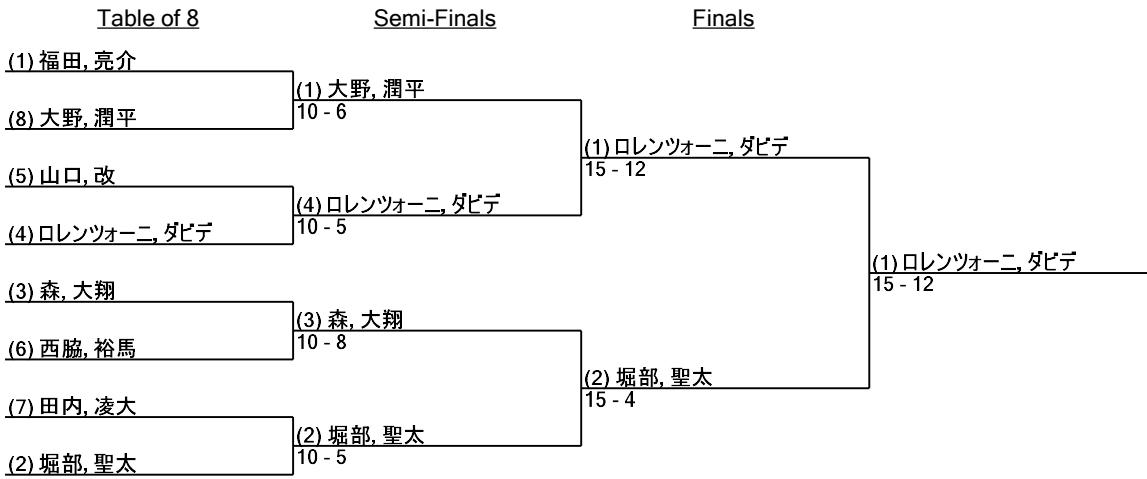 Table of 8
Semi-Finals
Finals
(1) 福田, 亮介
(8) 大野, 潤平
(5) 山口, 改
(4) ロレンツォーニ, ダビデ
(3) 森, 大翔
(6) 西脇, 裕馬
(7) 田内, 凌大
(2) 堀部, 聖太
(1) 大野, 潤平
10 - 6
(4) ロレンツォーニ, ダビデ
10 - 5
(3) 森, 大翔
10 - 8
(2) 堀部, 聖太
10 - 5
(1) ロレンツォーニ, ダビデ
15 - 12
(2) 堀部, 聖太
15 - 4
(1) ロレンツォーニ, ダビデ
15 - 12